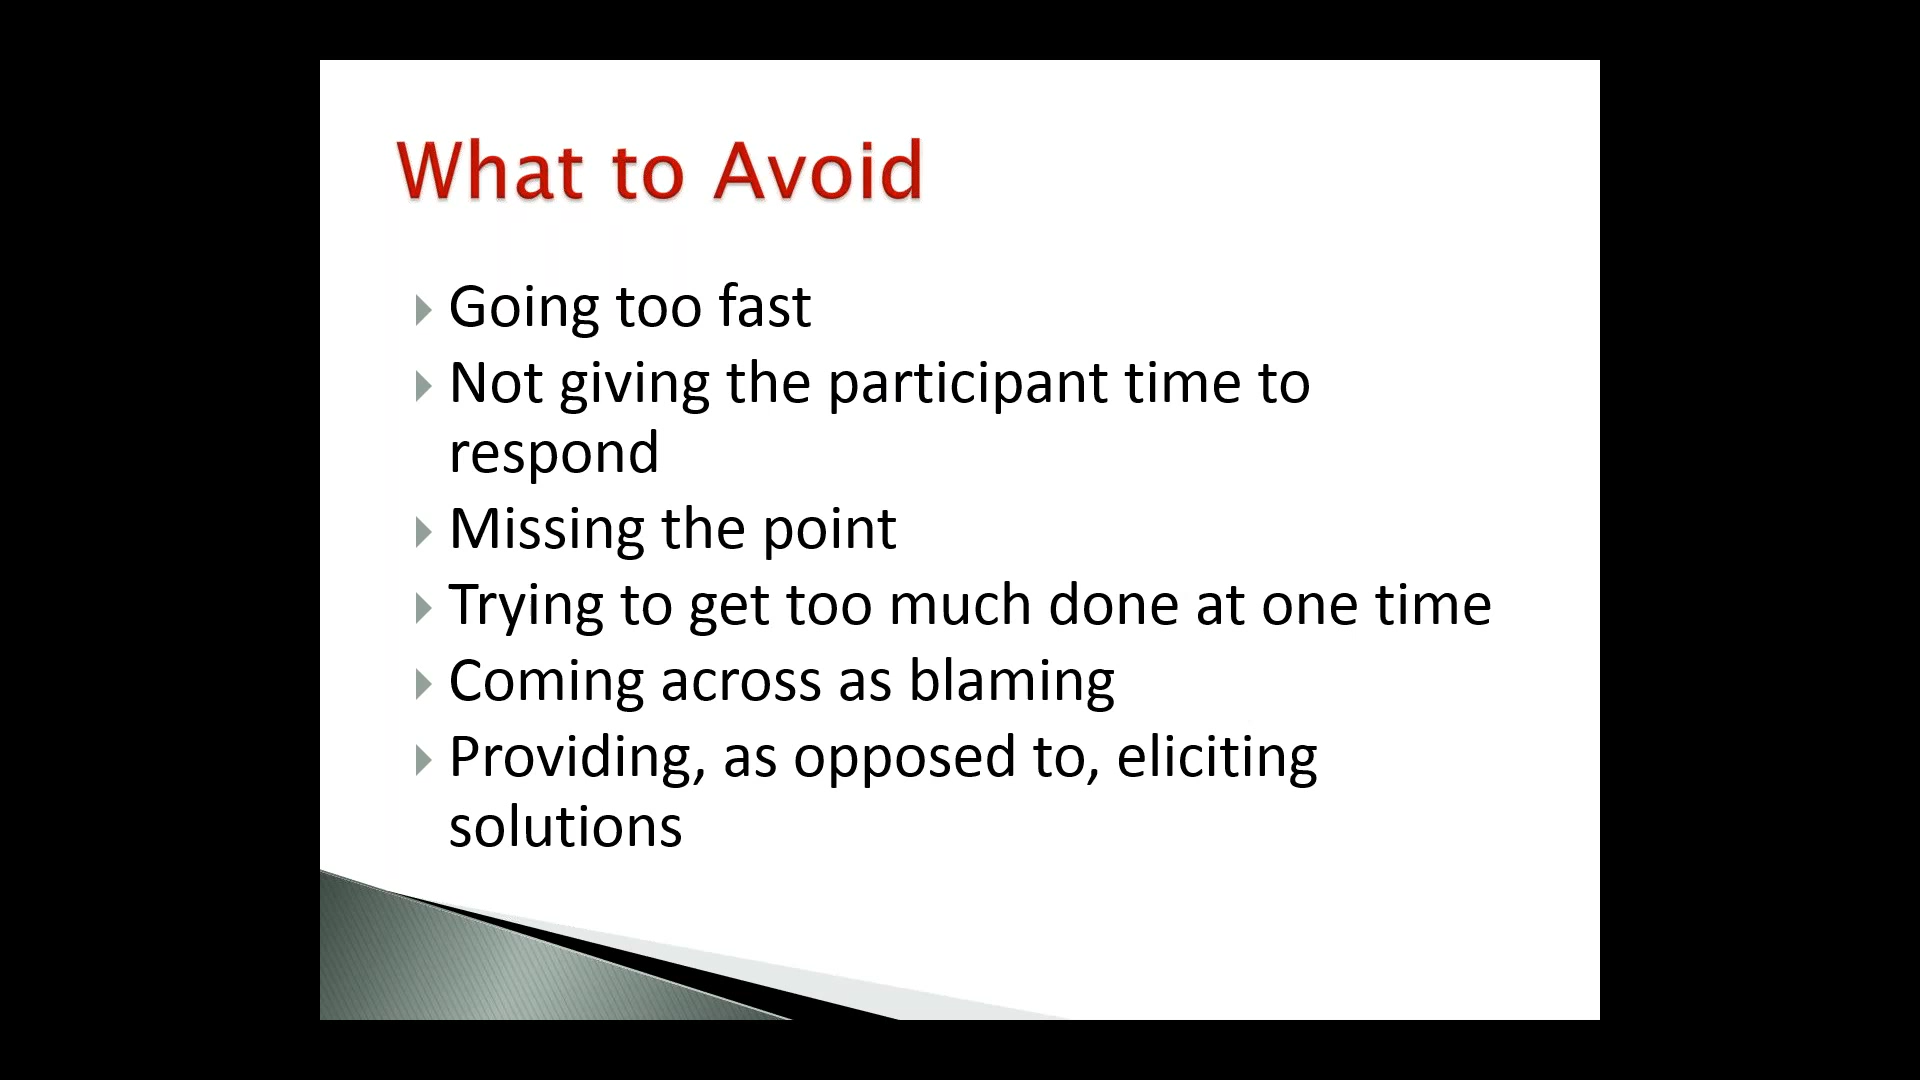 What to Avoid
Going too fast
Not giving the participant time to
respond
Missing the point
Trying to get too much done at one time
Coming across as blaming
Providing, as opposed to, eliciting
solutions